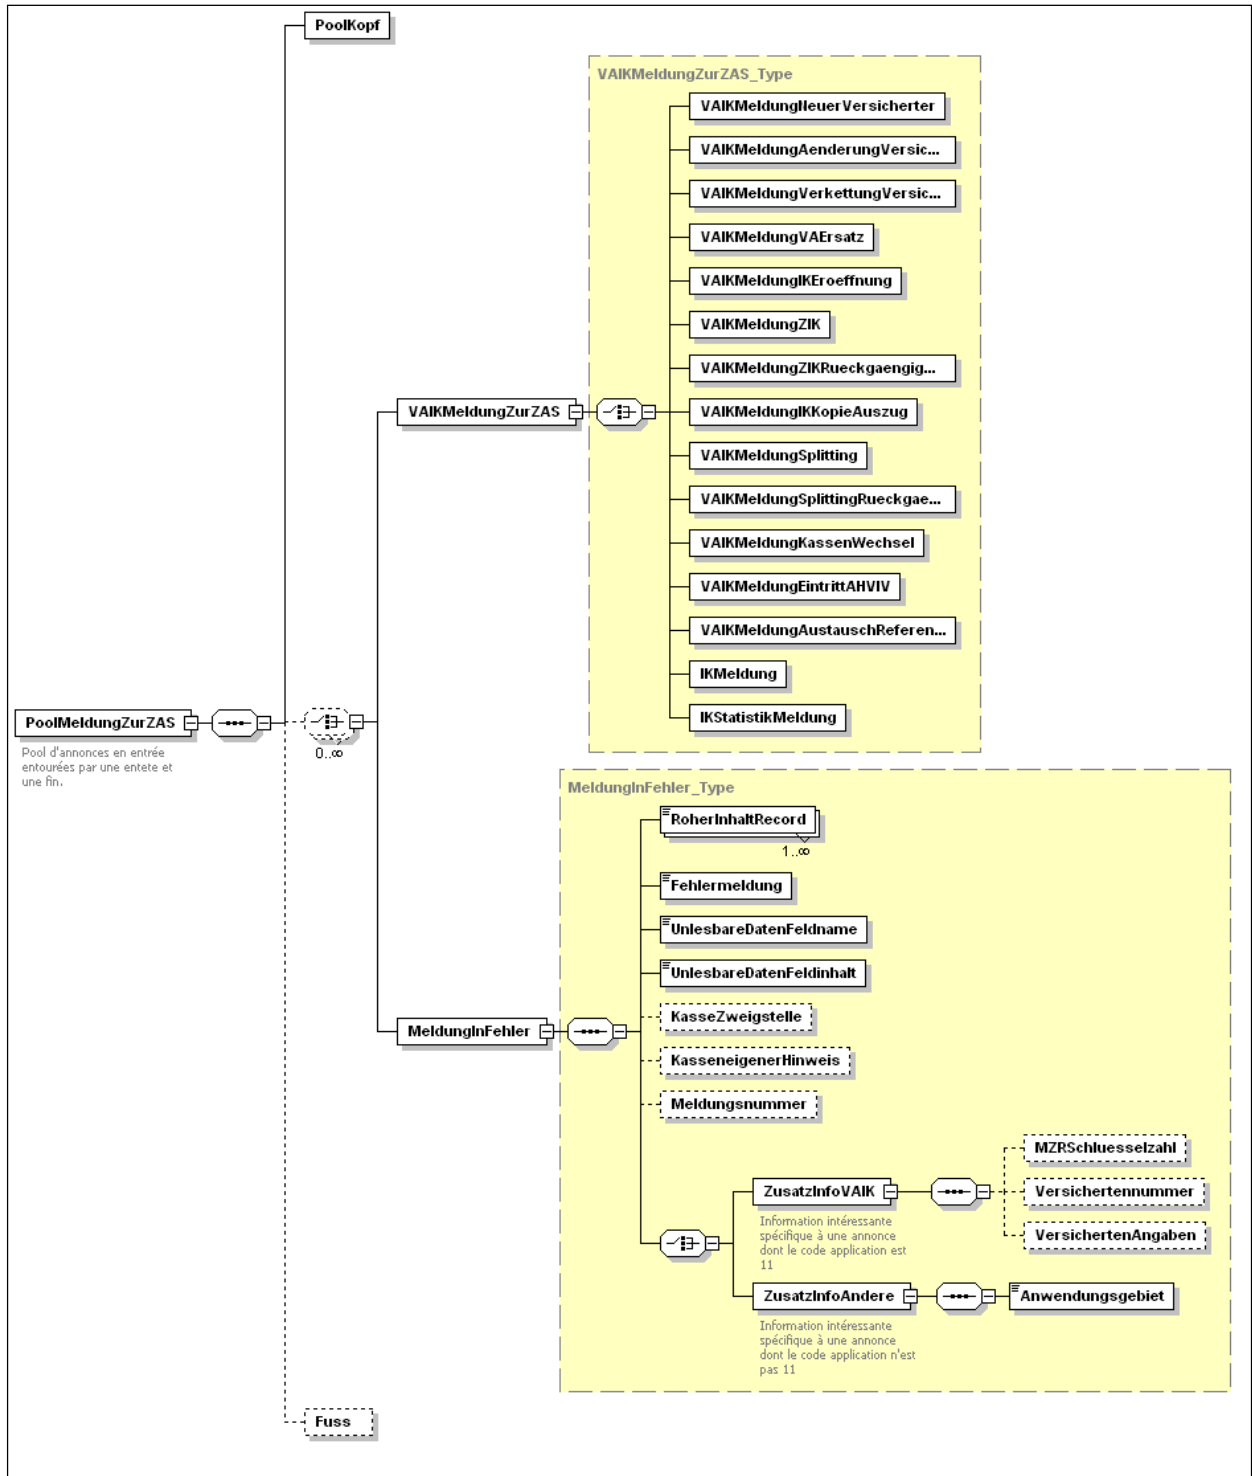 PoolKopf
VAIKMeldungZurZAS_Type
VAIKMeldungNeuerVersicherter
VAIKMeldungAenderungVersic...
VAIKMeldungVerkettungVersic...
VAIKMeldungVAErsatz
VAIKMeldungIKEroeffnung
VAIKMeldungZIK
VAIKMeldungZIKRueckgaengig...
VAIKMeldungZurZAS
VAIKMeldungIKKopieAuszug
VAIKMeldungSplitting
VAIKMeldungSplittingRueckgae...
VAIKMeldungKassenWechsel
VAIKMeldungEintrittAHVIV
VAIKMeldungAustauschReferen...
IKMeldung
IKStatistikMeldung
PoolMeldungZurZAS
Pool d'annonces en entrée
entourées par une entete et
une fin.
0..∞
MeldungInFehler_Type
RoherInhaltRecord
1..∞
Fehlermeldung
UnlesbareDatenFeldname
UnlesbareDatenFeldinhalt
KasseZweigstelle
MeldungInFehler
KasseneigenerHinweis
Meldungsnummer
MZRSchluesselzahl
ZusatzInfoVAIK
Versichertennummer
Information intéressante
spécifique à une annonce
dont le code application est
11
VersichertenAngaben
ZusatzInfoAndere
Anwendungsgebiet
Information intéressante
spécifique à une annonce
dont le code application n'est
pas 11
Fuss